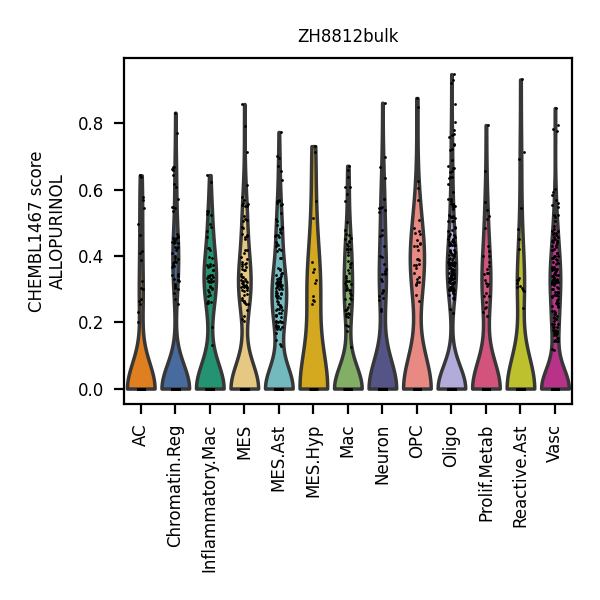 ZH8812bulk
CHEMBL1467 score
ALLOPURINOL
0.8
0.6
0.4
0.2
0.0
AC
Chromatin.Reg
Inflammatory.Mac
MES
MES.Ast
MES.Hyp
Mac
Neuron
OPC
Oligo
Prolif.Metab
Reactive.Ast
Vasc